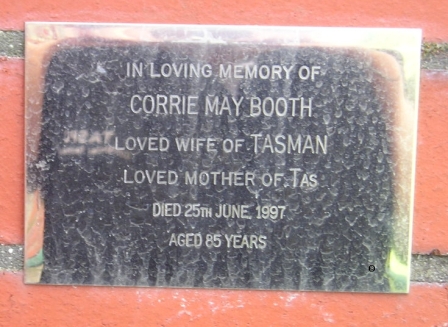 IN LOVING MEMORY OF
CORRIE MAY BOOTH
LOVED WIFE OF TASMAN
LOVED MOTHER OF TAS
DIED 25TH JUNE, 1997
AGED 85 YEARS